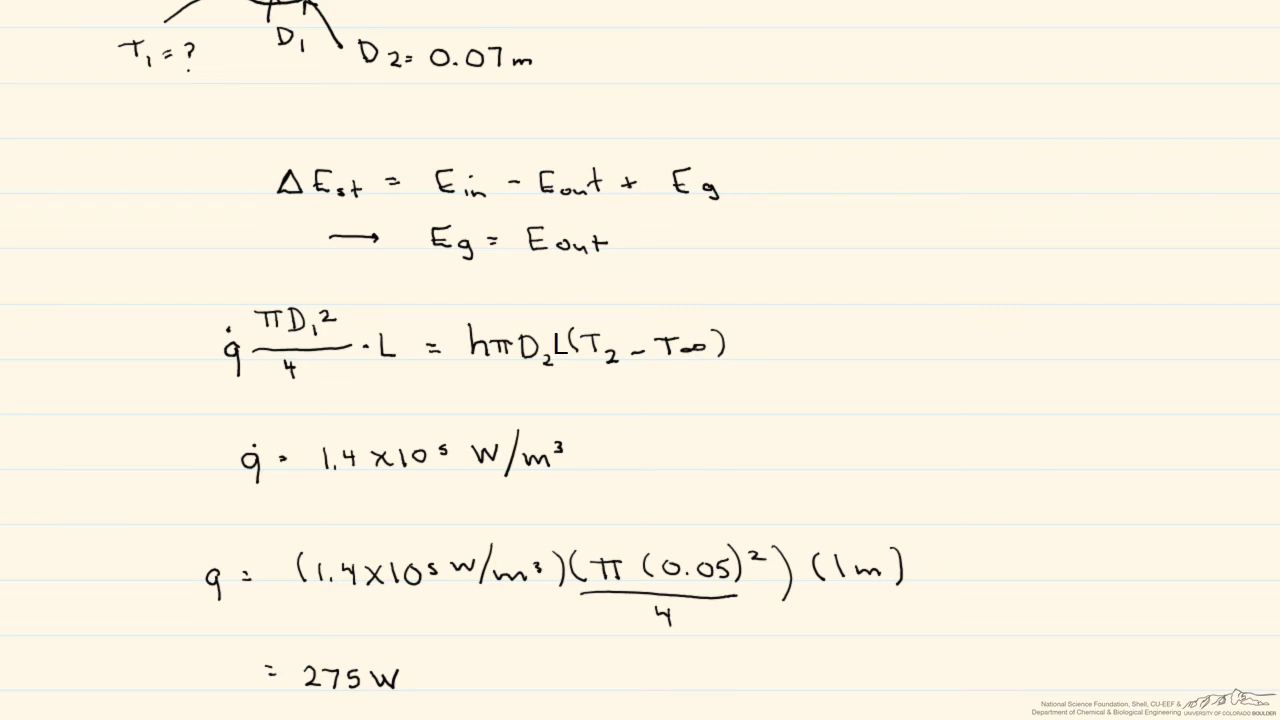 T₁ = ?
D₁
D₂ = 0.07 m
ΔE_st = E_in - E_out + E_g
→ E_g = E_out
q̇ πD₁²/4 · L = hπD₂L(T₂ - T∞)
q̇ = 1.4 × 10⁵ W/m³
q = (1.4 × 10⁵ W/m³)(π (0.05)²/4) (1 m)
= 275 W
National Science Foundation, Shell, CU-EEF &
Department of Chemical & Biological Engineering UNIVERSITY OF COLORADO BOULDER